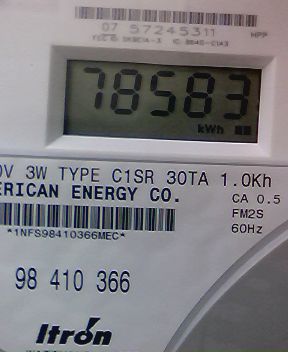 07 57245311
78583
kWh
0V 3W TYPE C1SR 30TA 1.0Kh
ERICAN ENERGY CO.
CA 0.5
FM2S
60Hz
*1NFS98410366MEC*
98 410 366
Itrón